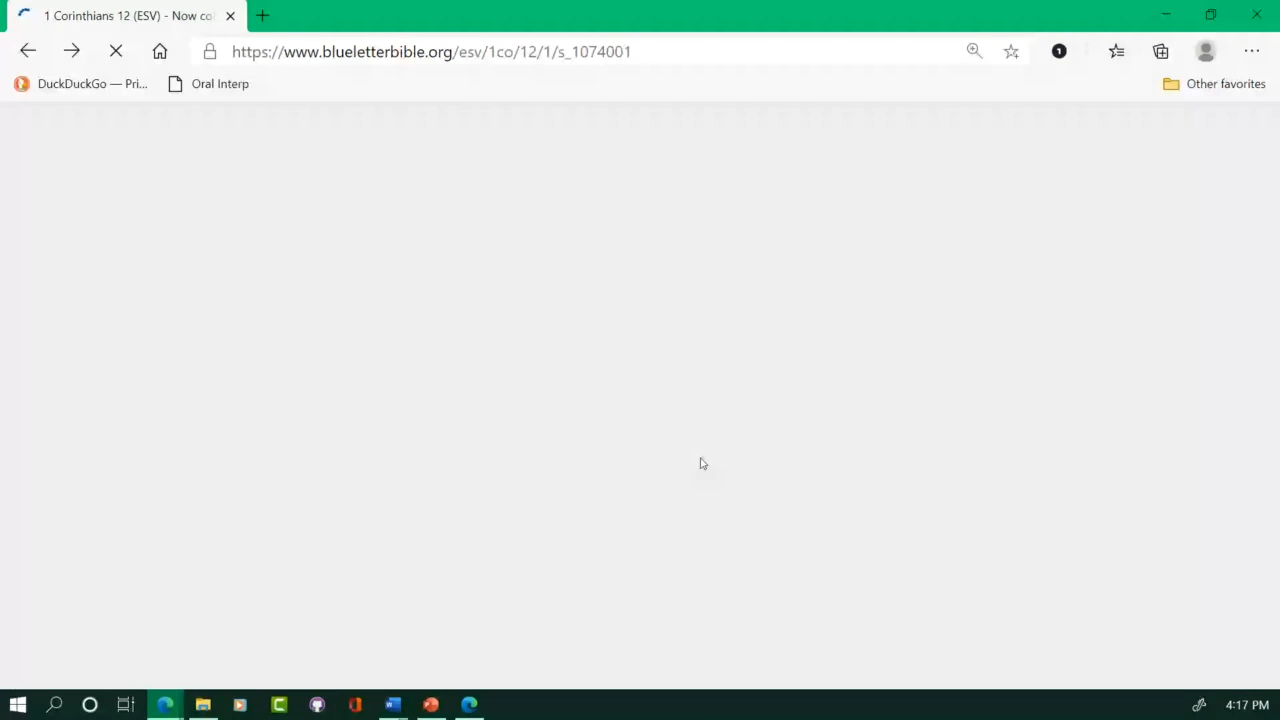 1 Corinthians 12 (ESV) - Now co
https://www.blueletterbible.org/esv/1co/12/1/s_1074001
1
DuckDuckGo — Pri...
Oral Interp
Other favorites
4:17 PM